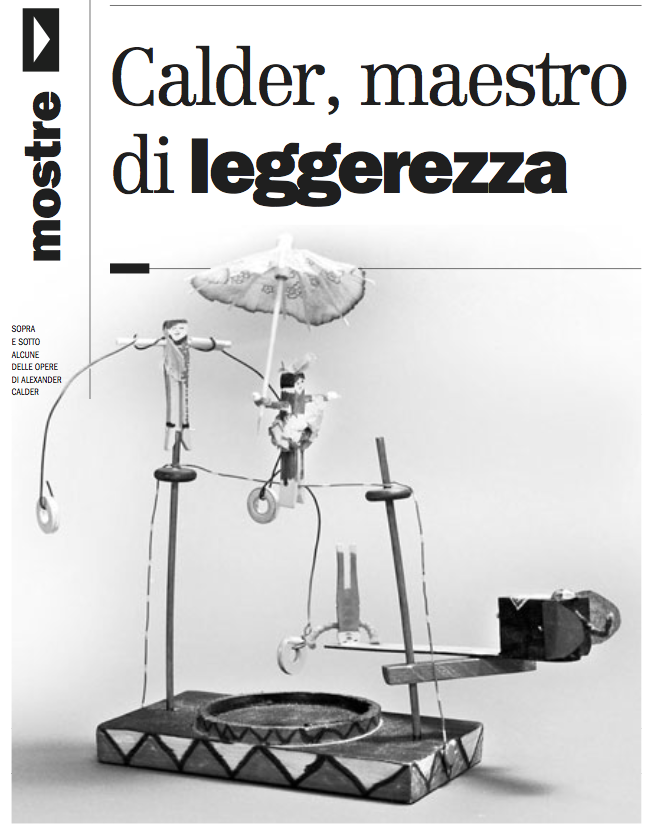 mostre
Calder, maestro
di leggerezza
SOPRA
E SOTTO
ALCUNE
DELLE OPERE
DI ALEXANDER
CALDER